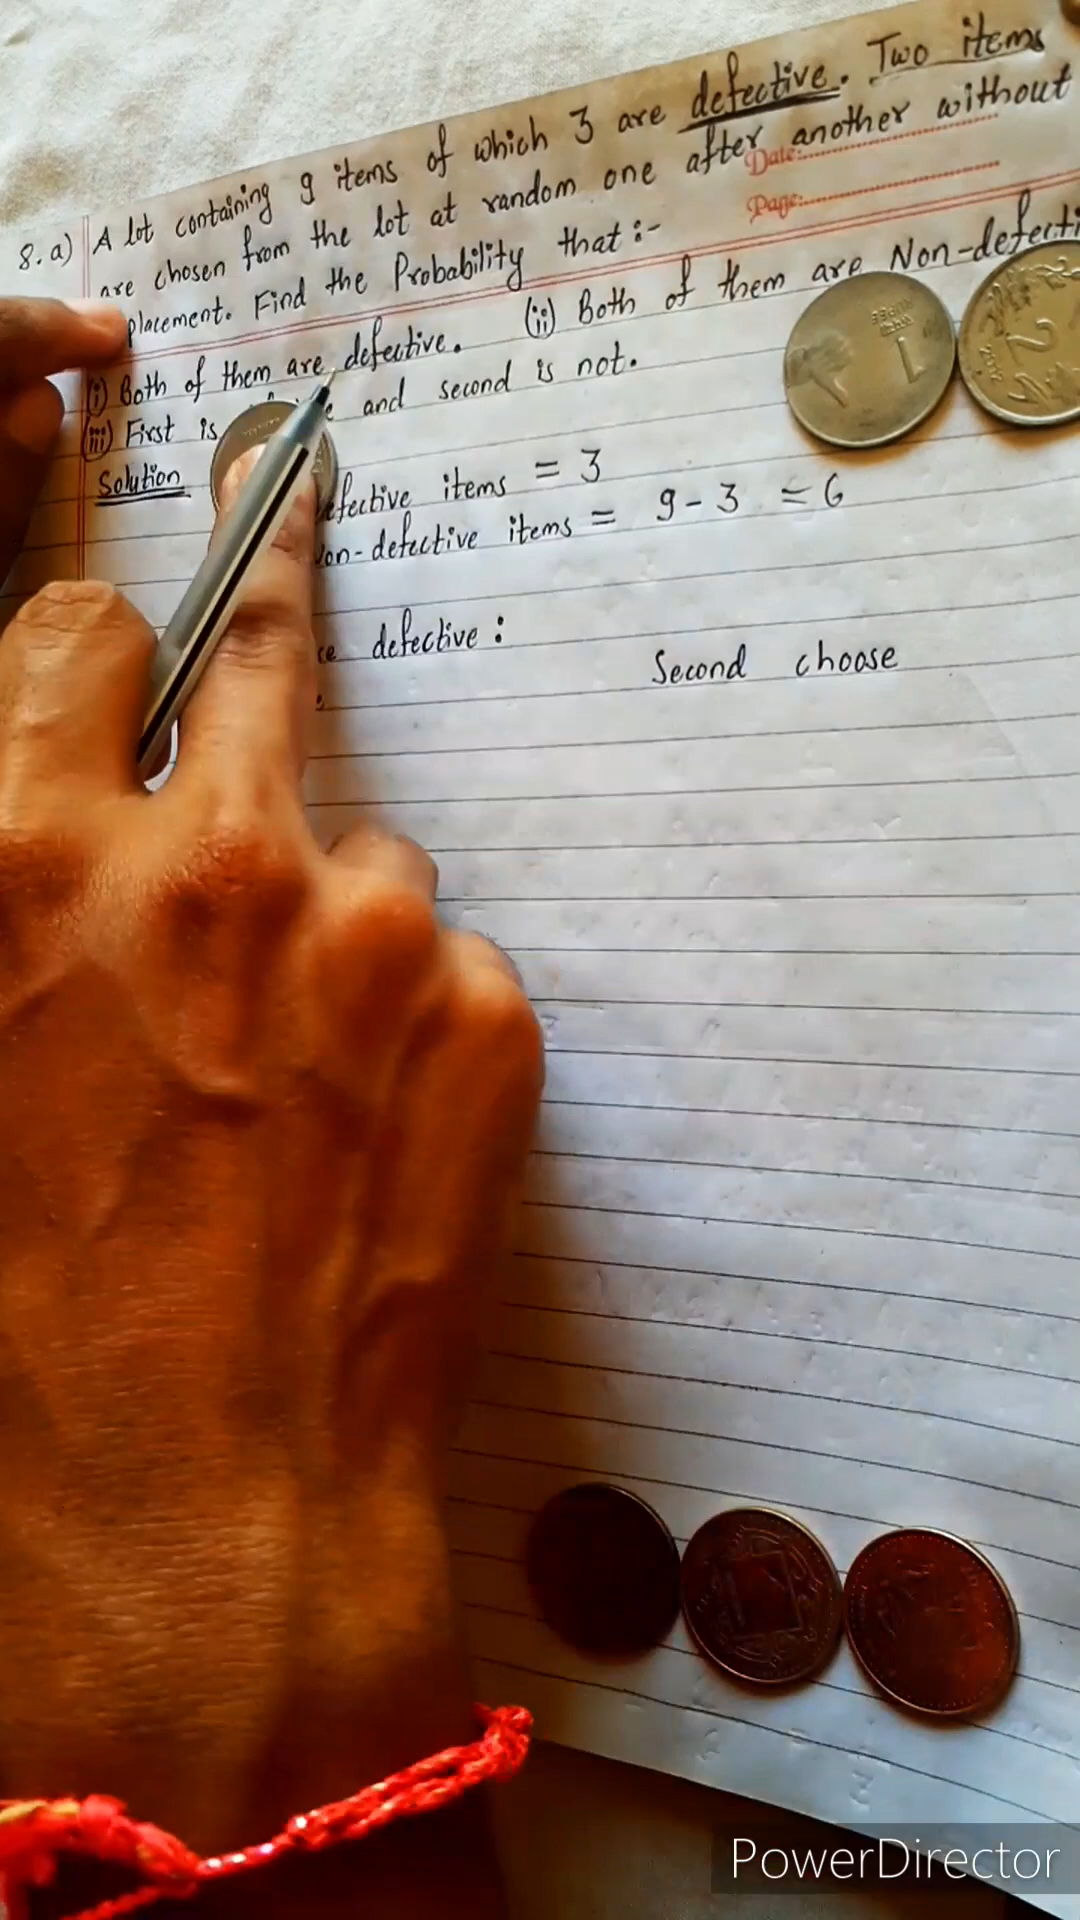 8. a) A lot containing 9 items of which 3 are defective. Two items
are chosen from the lot at random one after another without
placement. Find the Probability that :-
Date:
Page:
(i) Both of them are defective. (ii) Both of them are Non-defecti
(iii) First is and second is not.
Solution
efective items = 3
on-defective items = 9 - 3 = 6
defective :
Second choose
1
2
PowerDirector